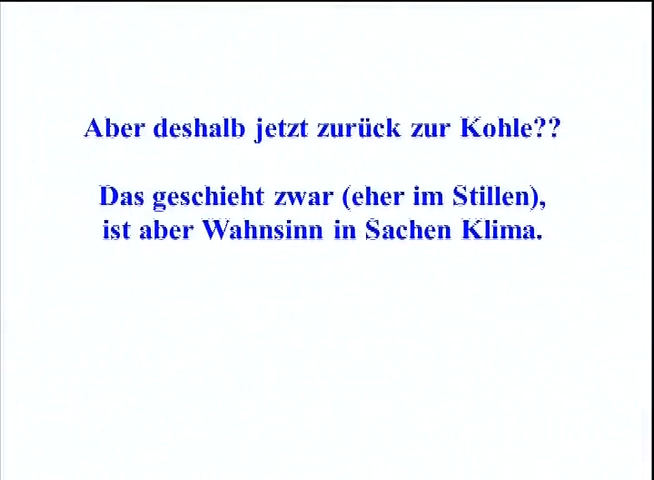 Aber deshalb jetzt zurück zur Kohle??
Das geschieht zwar (eher im Stillen),
ist aber Wahnsinn in Sachen Klima.